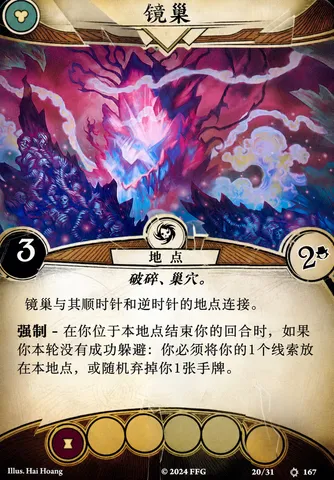 镜巢
3
地点
2
破碎、巢穴。
镜巢与其顺时针和逆时针的地点连接。
强制 - 在你位于本地点结束你的回合时，如果
你本轮没有成功躲避：你必须将你的1个线索放
在本地点，或随机弃掉你1张手牌。
Illus. Hai Hoang © 2024 FFG 20/31 167